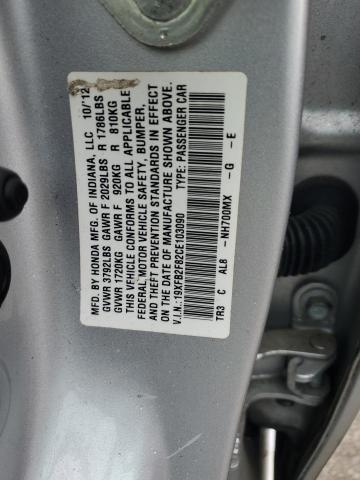 MFD. BY HONDA MFG. OF INDIANA, LLC 10/'12
GVWR 3792LBS GAWR F 2029LBS R 1786LBS
GVWR 1720KG GAWR F 920KG R 810KG
THIS VEHICLE CONFORMS TO ALL APPLICABLE
FEDERAL MOTOR VEHICLE SAFETY, BUMPER,
AND THEFT PREVENTION STANDARDS IN EFFECT
ON THE DATE OF MANUFACTURE SHOWN ABOVE.
V.I.N.: 19XFB2F82CE103090 TYPE: PASSENGER CAR
TR3 C AL8 -NH700MX -G -E